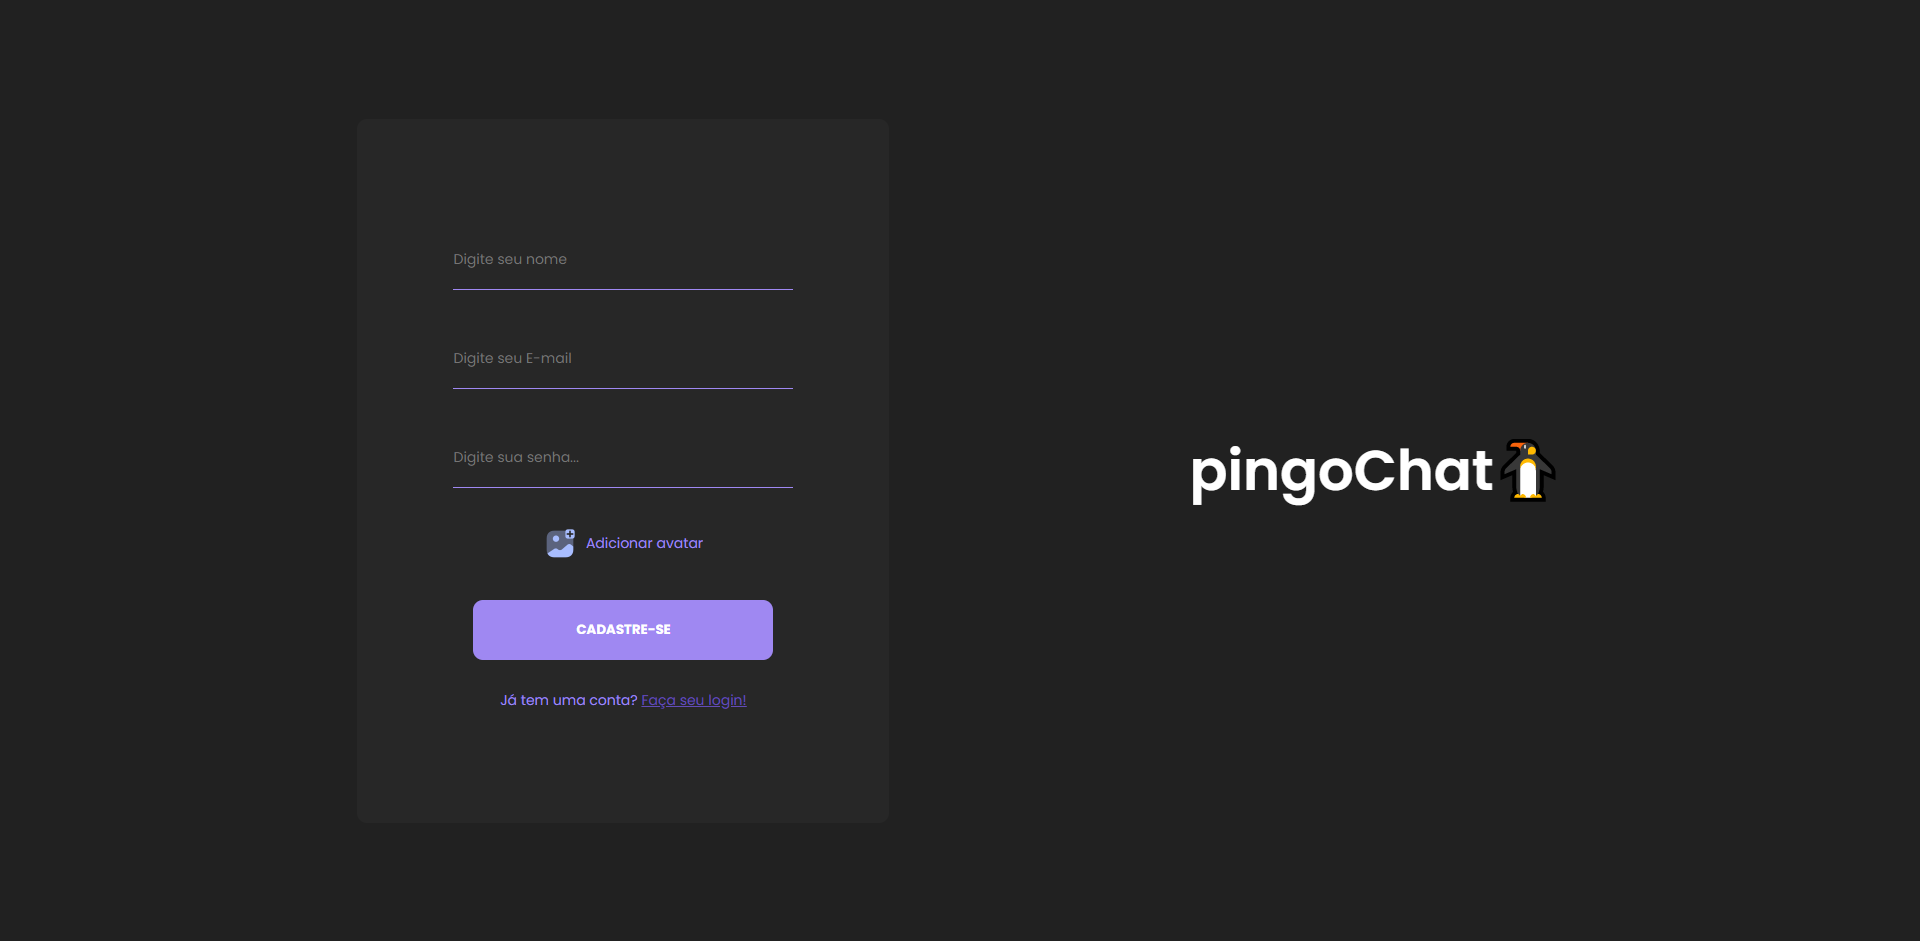 Digite seu nome
Digite seu E-mail
Digite sua senha...
Adicionar avatar
CADASTRE-SE
Já tem uma conta? Faça seu login!
pingoChat